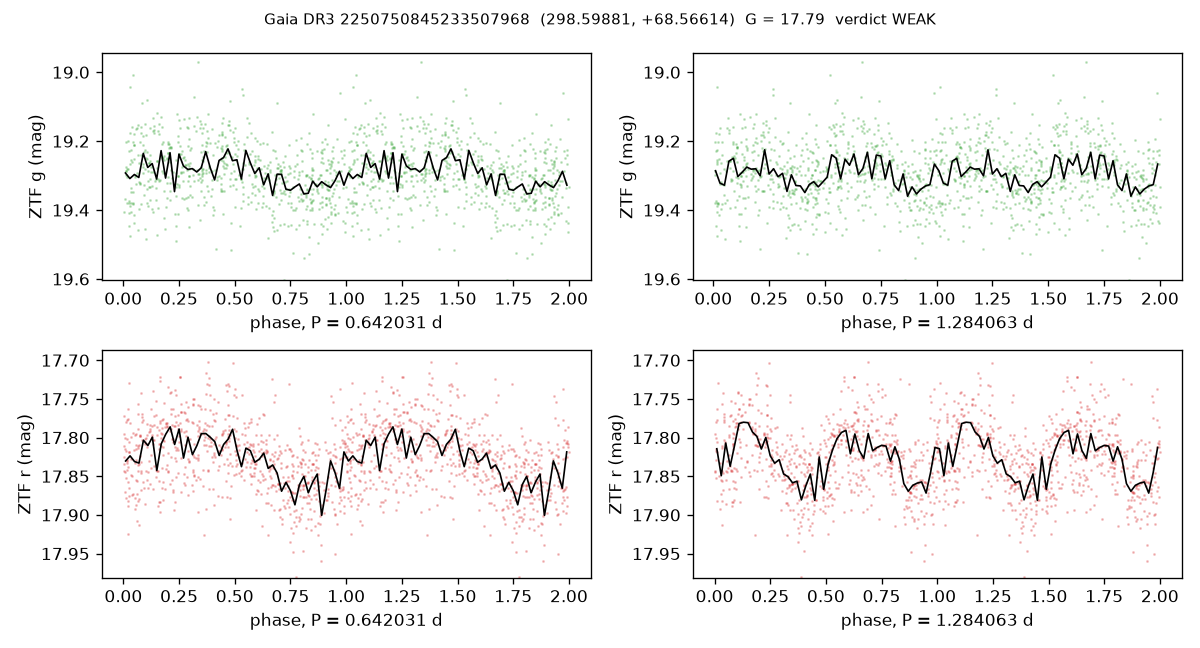 Gaia DR3 2250750845233507968 (298.59881, +68.56614) G = 17.79 verdict WEAK
ZTF g (mag)
19.0
19.2
19.4
19.6
0.00 0.25 0.50 0.75 1.00 1.25 1.50 1.75 2.00
phase, P = 0.642031 d
ZTF g (mag)
19.0
19.2
19.4
19.6
0.00 0.25 0.50 0.75 1.00 1.25 1.50 1.75 2.00
phase, P = 1.284063 d
ZTF r (mag)
17.70
17.75
17.80
17.85
17.90
17.95
0.00 0.25 0.50 0.75 1.00 1.25 1.50 1.75 2.00
phase, P = 0.642031 d
ZTF r (mag)
17.70
17.75
17.80
17.85
17.90
17.95
0.00 0.25 0.50 0.75 1.00 1.25 1.50 1.75 2.00
phase, P = 1.284063 d